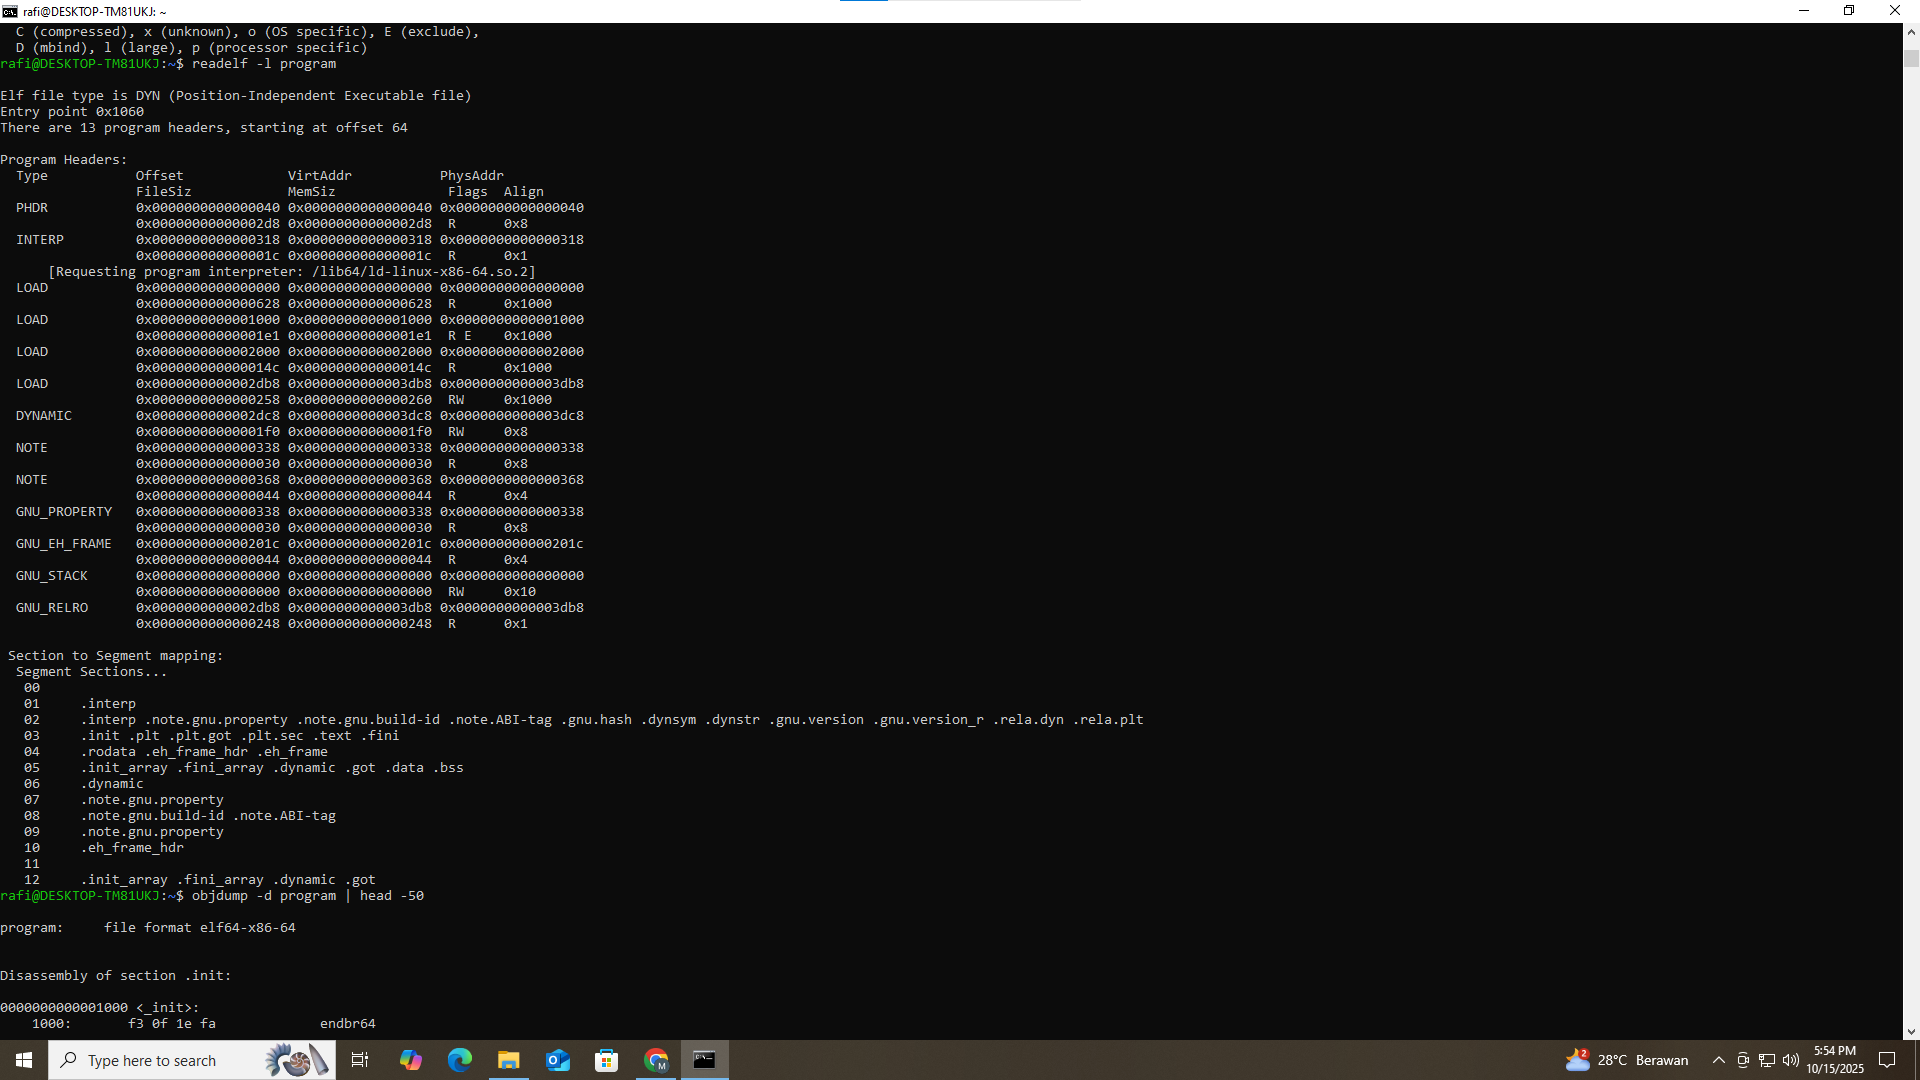 rafi@DESKTOP-TM81UKJ: ~
  C (compressed), x (unknown), o (OS specific), E (exclude),
  D (mbind), l (large), p (processor specific)
rafi@DESKTOP-TM81UKJ:~$ readelf -l program

Elf file type is DYN (Position-Independent Executable file)
Entry point 0x1060
There are 13 program headers, starting at offset 64

Program Headers:
  Type           Offset             VirtAddr           PhysAddr
                 FileSiz            MemSiz              Flags  Align
  PHDR           0x0000000000000040 0x0000000000000040 0x0000000000000040
                 0x00000000000002d8 0x00000000000002d8  R      0x8
  INTERP         0x0000000000000318 0x0000000000000318 0x0000000000000318
                 0x000000000000001c 0x000000000000001c  R      0x1
      [Requesting program interpreter: /lib64/ld-linux-x86-64.so.2]
  LOAD           0x0000000000000000 0x0000000000000000 0x0000000000000000
                 0x0000000000000628 0x0000000000000628  R      0x1000
  LOAD           0x0000000000001000 0x0000000000001000 0x0000000000001000
                 0x00000000000001e1 0x00000000000001e1  R E    0x1000
  LOAD           0x0000000000002000 0x0000000000002000 0x0000000000002000
                 0x000000000000014c 0x000000000000014c  R      0x1000
  LOAD           0x0000000000002db8 0x0000000000003db8 0x0000000000003db8
                 0x0000000000000258 0x0000000000000260  RW     0x1000
  DYNAMIC        0x0000000000002dc8 0x0000000000003dc8 0x0000000000003dc8
                 0x00000000000001f0 0x00000000000001f0  RW     0x8
  NOTE           0x0000000000000338 0x0000000000000338 0x0000000000000338
                 0x0000000000000030 0x0000000000000030  R      0x8
  NOTE           0x0000000000000368 0x0000000000000368 0x0000000000000368
                 0x0000000000000044 0x0000000000000044  R      0x4
  GNU_PROPERTY   0x0000000000000338 0x0000000000000338 0x0000000000000338
                 0x0000000000000030 0x0000000000000030  R      0x8
  GNU_EH_FRAME   0x000000000000201c 0x000000000000201c 0x000000000000201c
                 0x0000000000000044 0x0000000000000044  R      0x4
  GNU_STACK      0x0000000000000000 0x0000000000000000 0x0000000000000000
                 0x0000000000000000 0x0000000000000000  RW     0x10
  GNU_RELRO      0x0000000000002db8 0x0000000000003db8 0x0000000000003db8
                 0x0000000000000248 0x0000000000000248  R      0x1

 Section to Segment mapping:
  Segment Sections...
   00
   01     .interp
   02     .interp .note.gnu.property .note.gnu.build-id .note.ABI-tag .gnu.hash .dynsym .dynstr .gnu.version .gnu.version_r .rela.dyn .rela.plt
   03     .init .plt .plt.got .plt.sec .text .fini
   04     .rodata .eh_frame_hdr .eh_frame
   05     .init_array .fini_array .dynamic .got .data .bss
   06     .dynamic
   07     .note.gnu.property
   08     .note.gnu.build-id .note.ABI-tag
   09     .note.gnu.property
   10     .eh_frame_hdr
   11
   12     .init_array .fini_array .dynamic .got
rafi@DESKTOP-TM81UKJ:~$ objdump -d program | head -50

program:     file format elf64-x86-64


Disassembly of section .init:

0000000000001000 <_init>:
    1000:       f3 0f 1e fa             endbr64
Type here to search
2
28°C Berawan
5:54 PM
10/15/2025